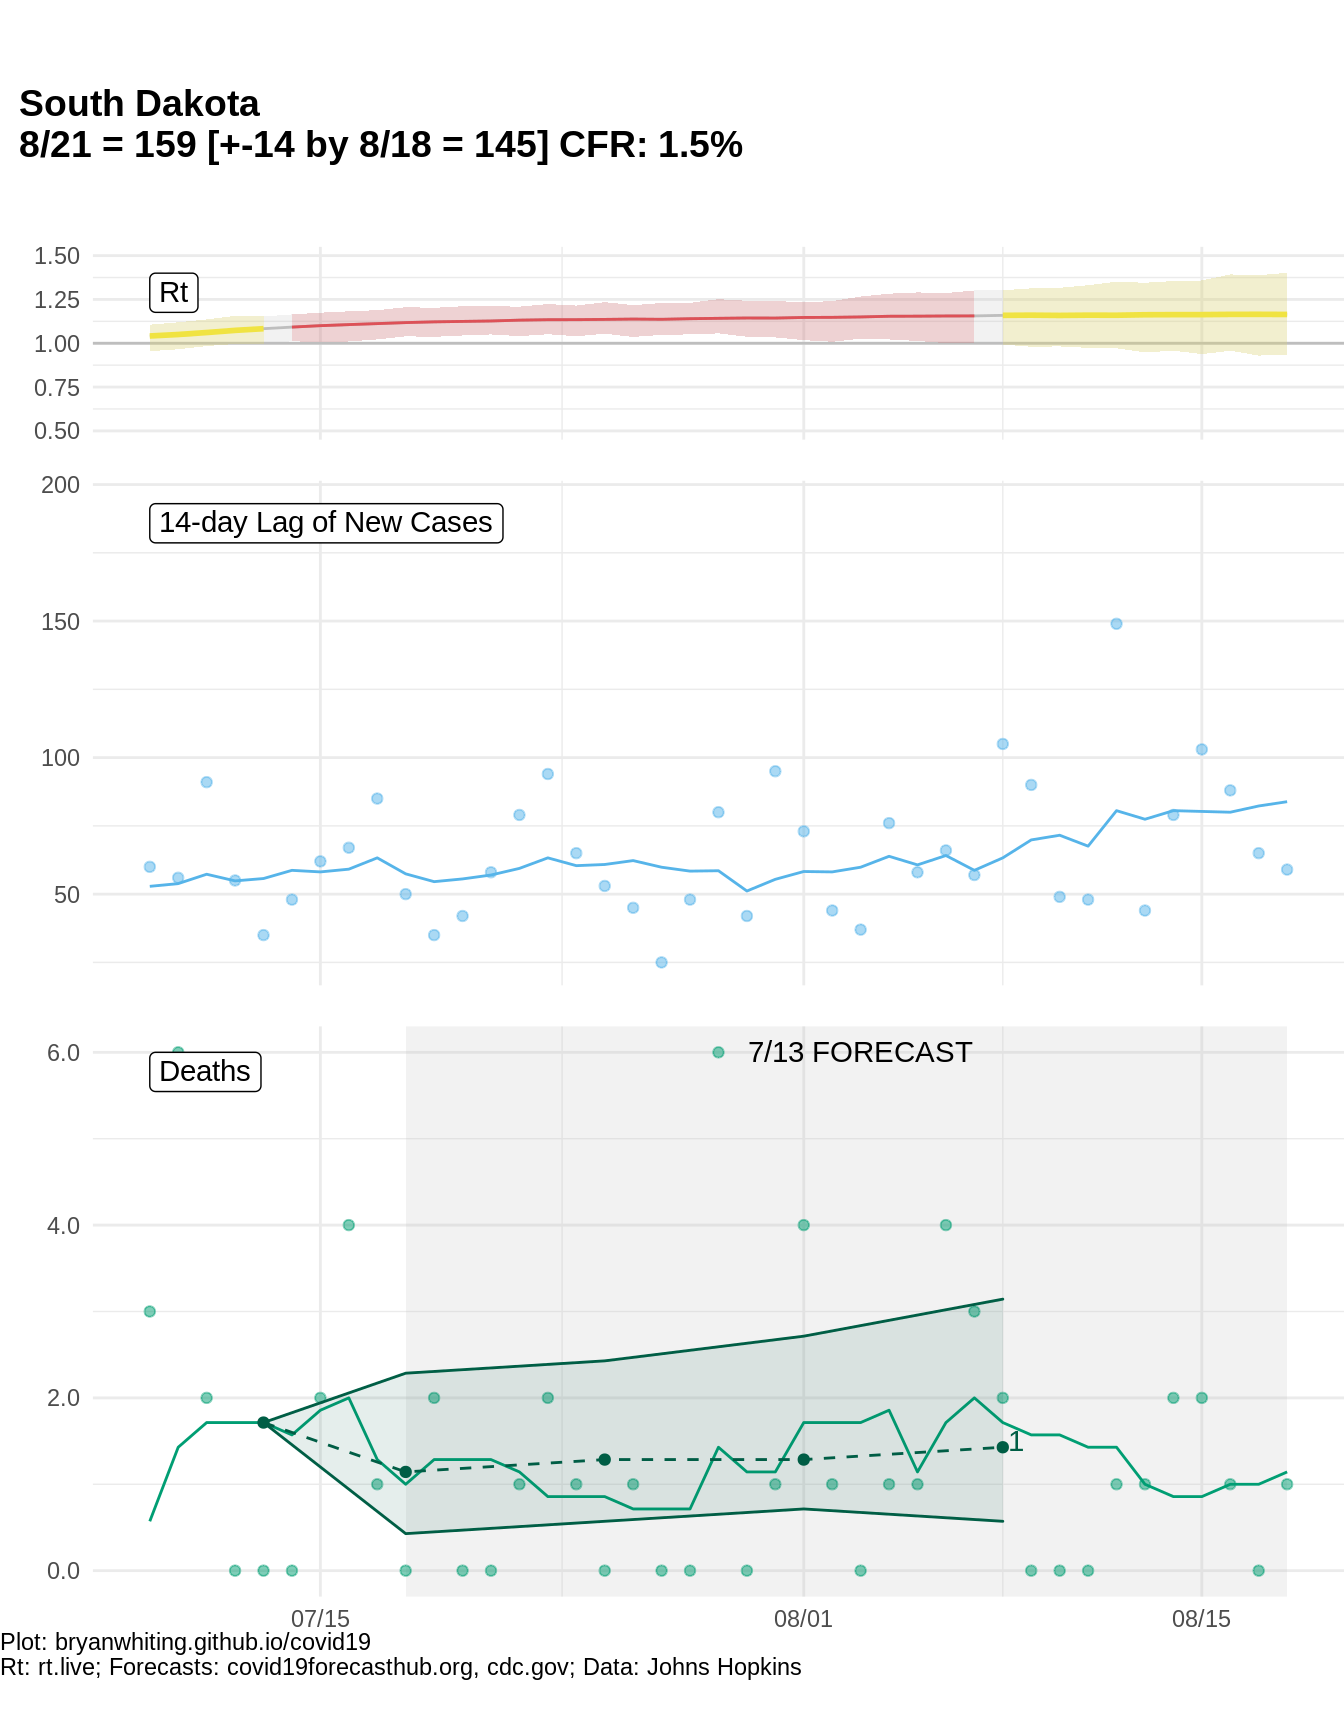 South Dakota
8/21 = 159 [+-14 by 8/18 = 145] CFR: 1.5%
1.50
Rt
1.25
1.00
0.75
0.50
200
14-day Lag of New Cases
150
100
50
6.0
7/13 FORECAST
Deaths
4.0
2.0
1
0.0
07/15 08/01 08/15
Plot: bryanwhiting.github.io/covid19
Rt: rt.live; Forecasts: covid19forecasthub.org, cdc.gov; Data: Johns Hopkins